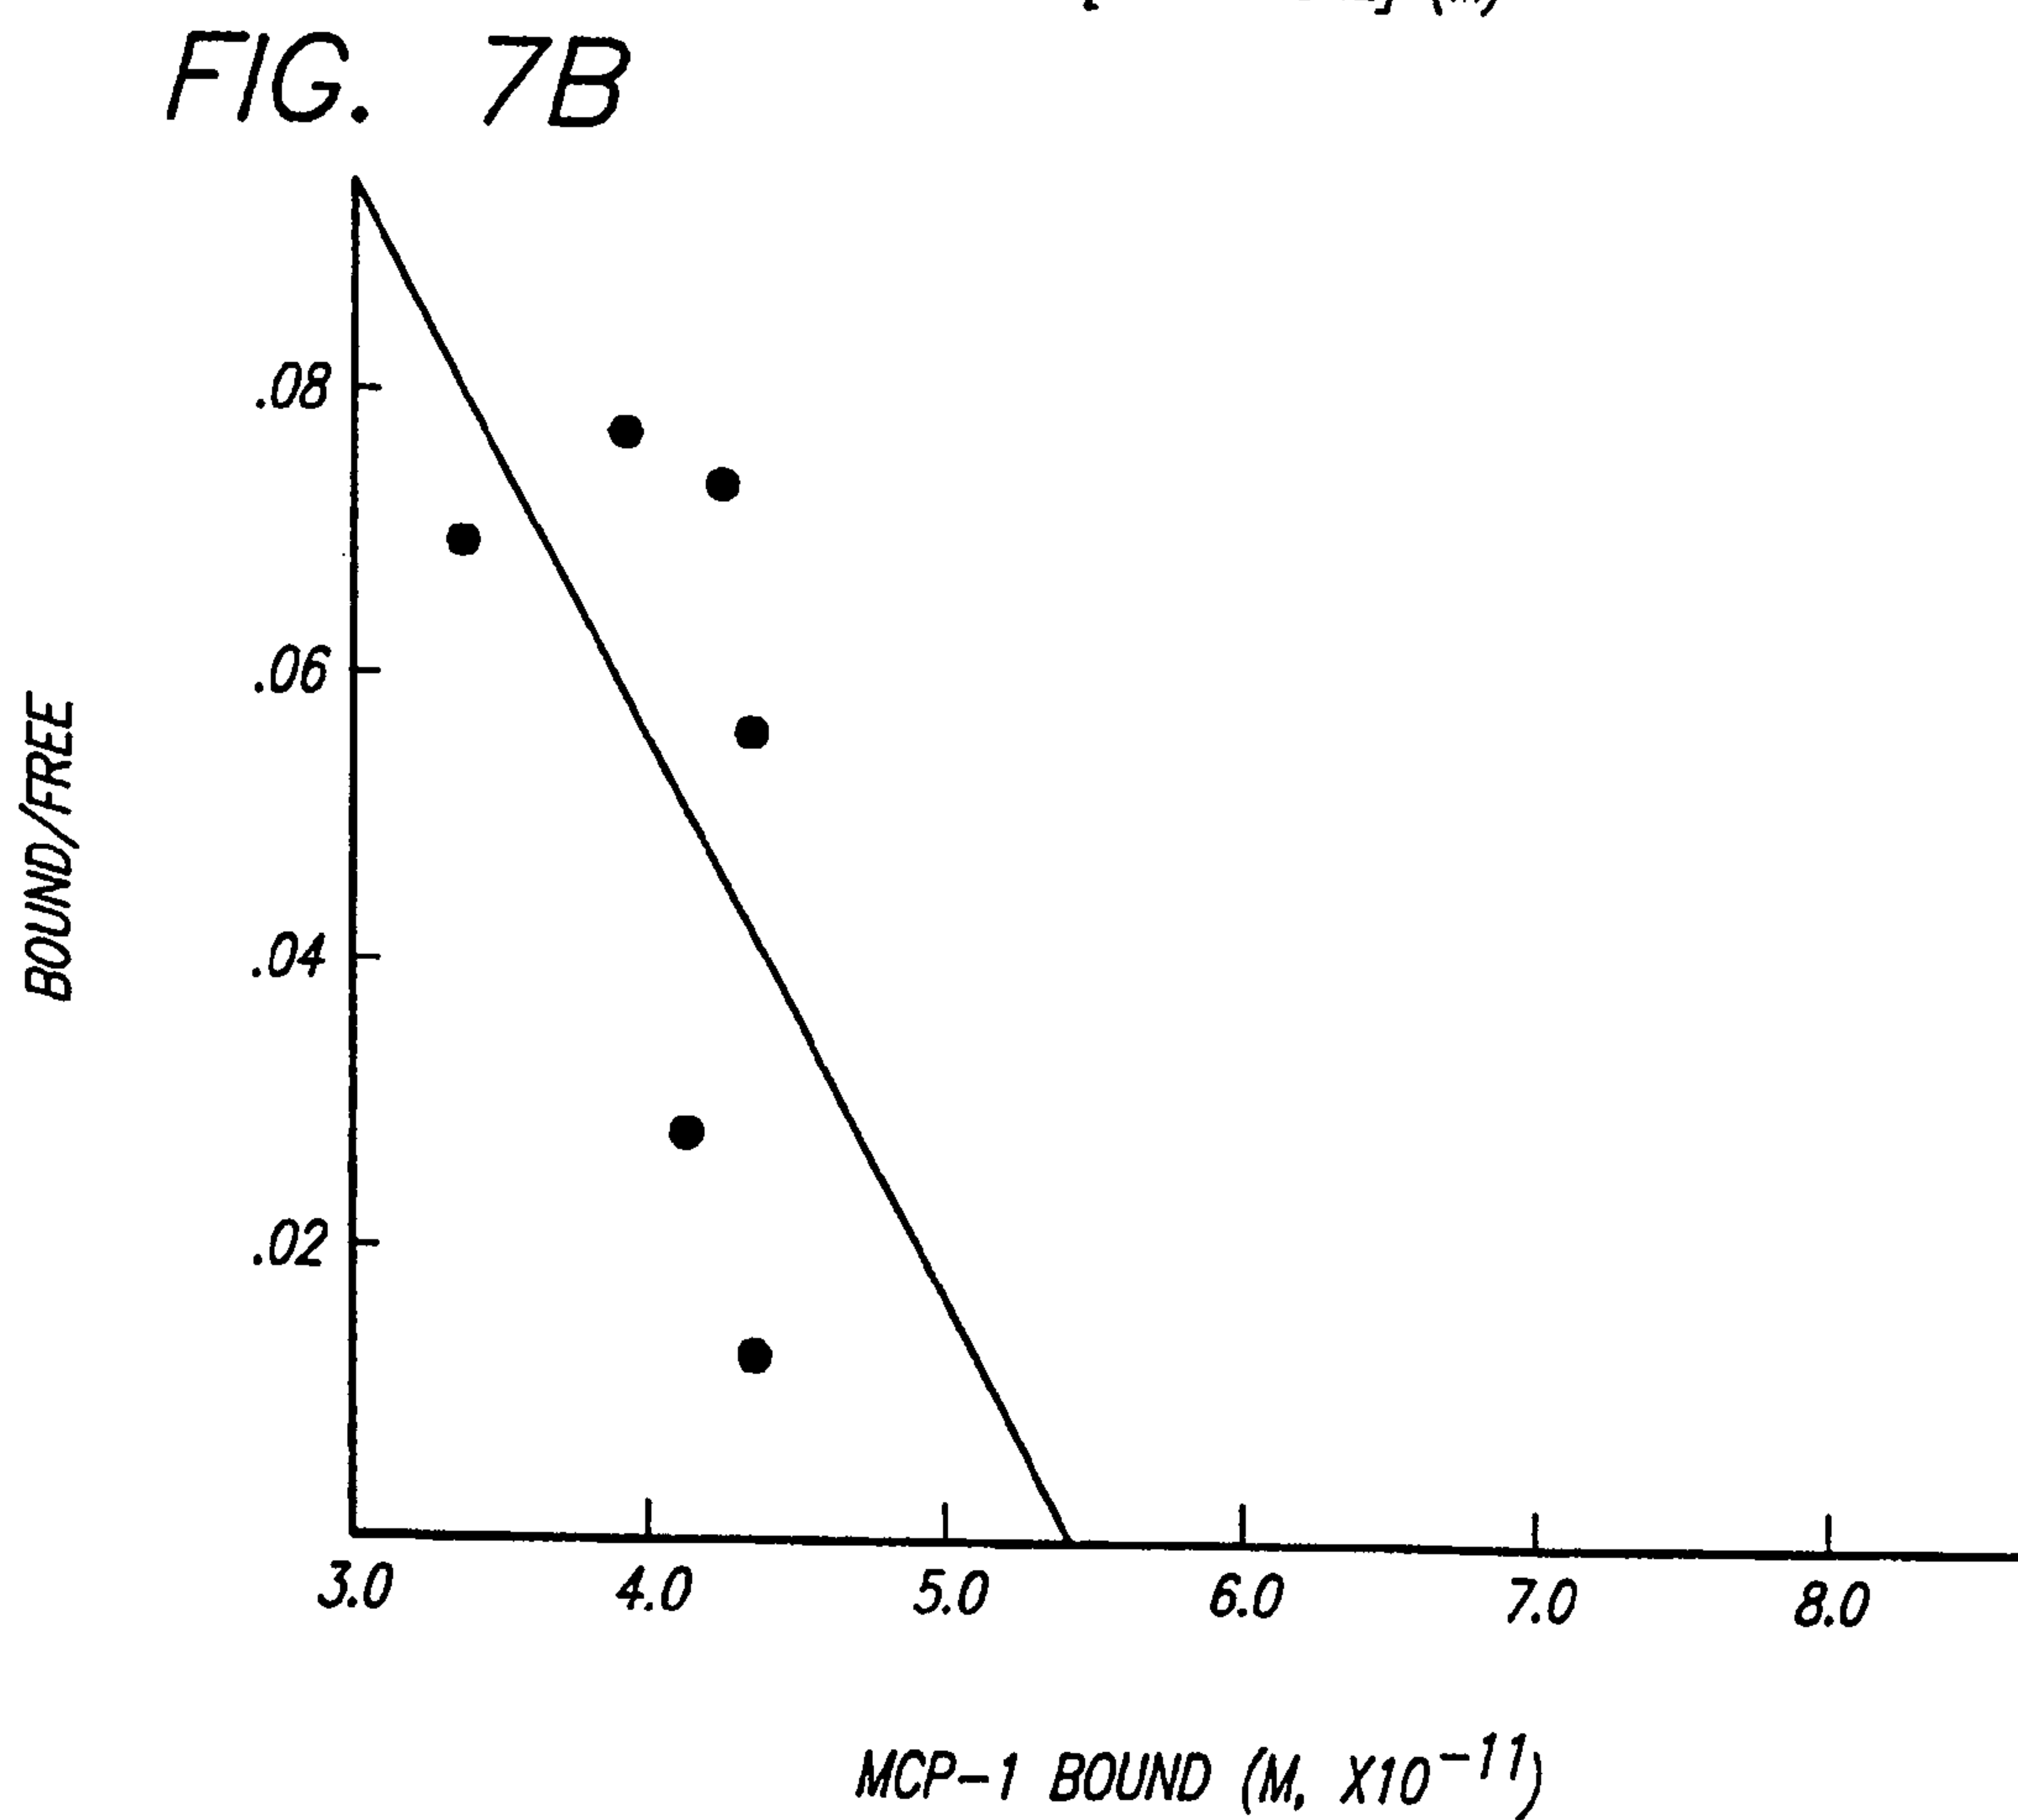 FIG. 7B
.08
.06
.04
.02
BOUND/FREE
3.0 4.0 5.0 6.0 7.0 8.0
MCP-1 BOUND (M, X10⁻¹¹)